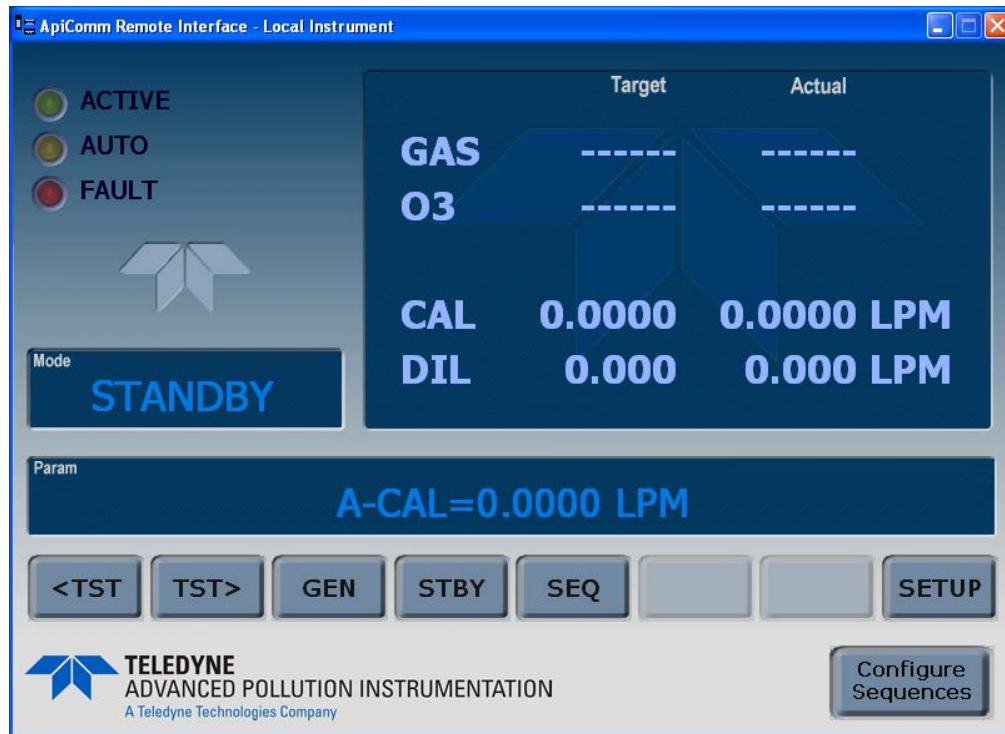 ApiComm Remote Interface - Local Instrument
ACTIVE
AUTO
FAULT
Target Actual
GAS ------ ------
O3 ------ ------
CAL 0.0000 0.0000 LPM
DIL 0.000 0.000 LPM
Mode
STANDBY
Param
A-CAL=0.0000 LPM
<TST TST> GEN STBY SEQ SETUP
TELEDYNE
ADVANCED POLLUTION INSTRUMENTATION
A Teledyne Technologies Company
Configure
Sequences